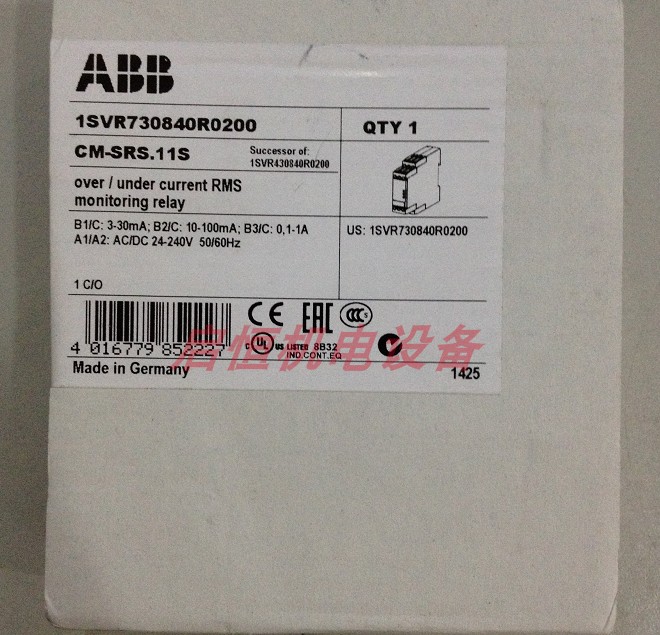 ABB
1SVR730840R0200
QTY 1
CM-SRS.11S
Successor of:
1SVR430840R0200
over / under current RMS
monitoring relay
B1/C: 3-30mA; B2/C: 10-100mA; B3/C: 0,1-1A
A1/A2: AC/DC 24-240V 50/60Hz
US: 1SVR730840R0200
1 C/O
CE EAC CCC S
C UL US LISTED 8B32
IND.CONT.EQ
4 016779 852227
启恒机电设备
Made in Germany
1425